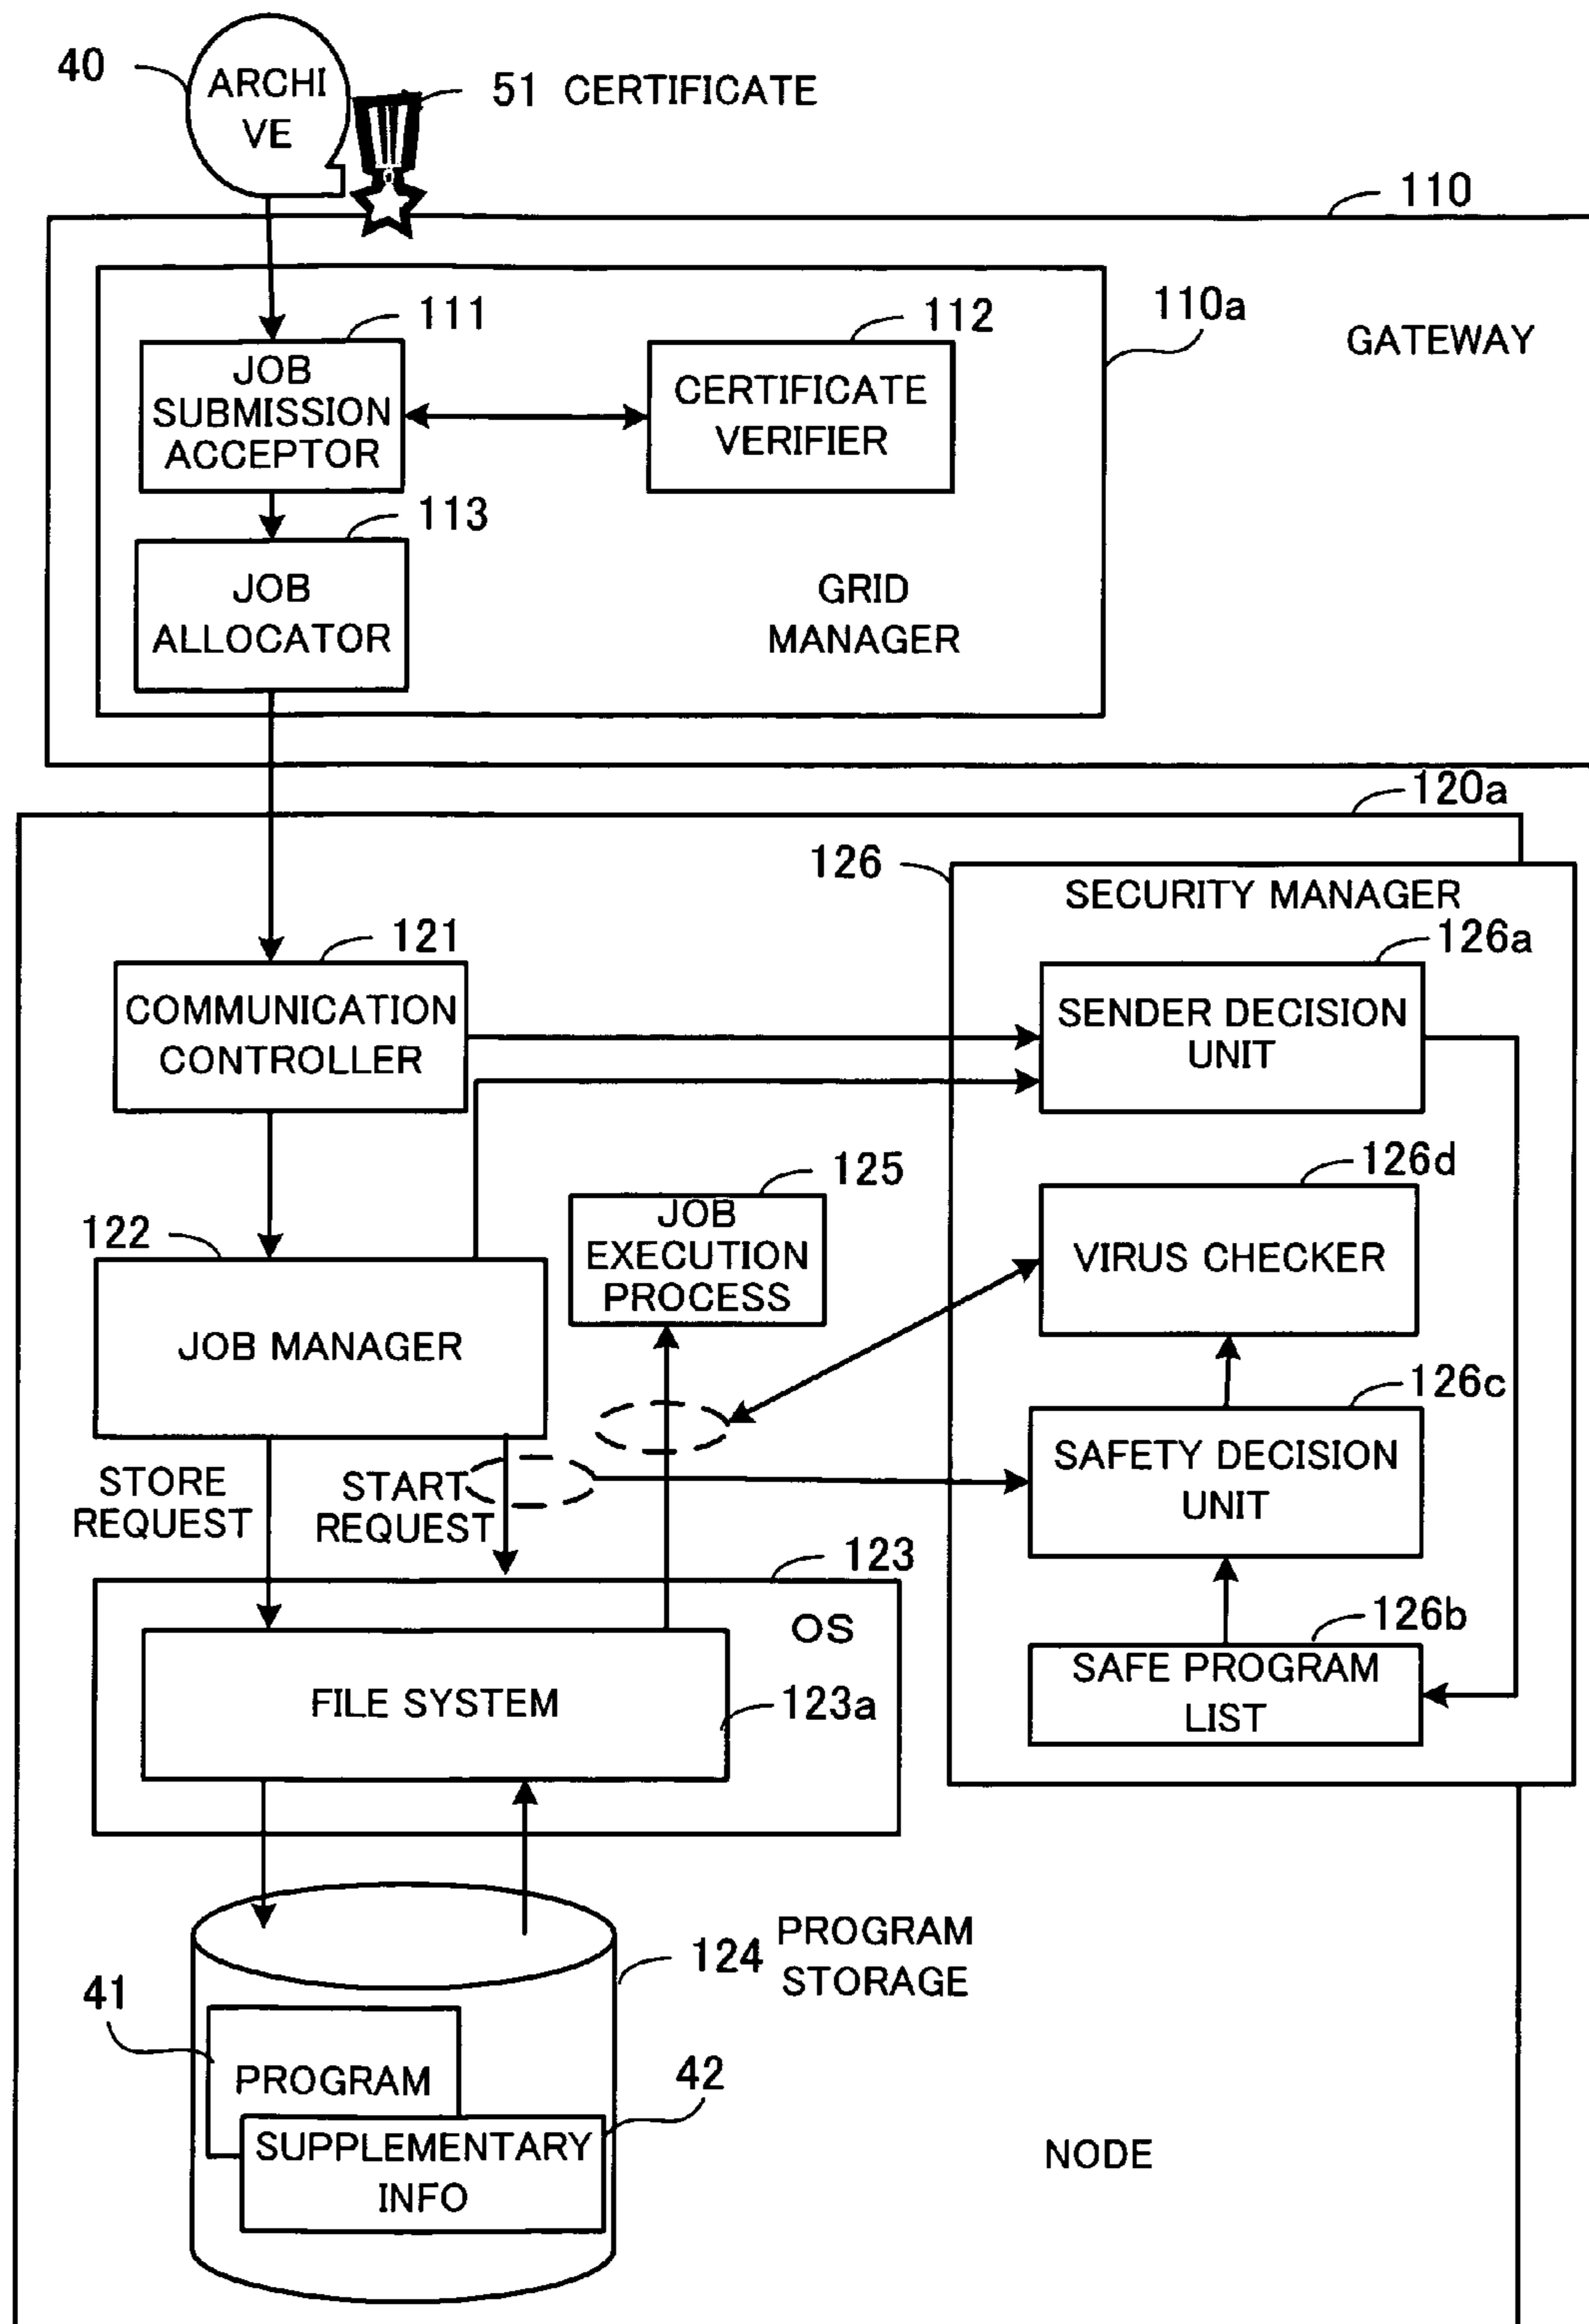 40
ARCHI
VE
51 CERTIFICATE
110
110a
GATEWAY
111
JOB
SUBMISSION
ACCEPTOR
112
CERTIFICATE
VERIFIER
113
JOB
ALLOCATOR
GRID
MANAGER
120a
126
SECURITY MANAGER
121
COMMUNICATION
CONTROLLER
126a
SENDER DECISION
UNIT
125
JOB
EXECUTION
PROCESS
126d
VIRUS CHECKER
122
JOB MANAGER
126c
SAFETY DECISION
UNIT
STORE
REQUEST
START
REQUEST
123
OS
126b
SAFE PROGRAM
LIST
FILE SYSTEM
123a
124
PROGRAM
STORAGE
41
PROGRAM
42
SUPPLEMENTARY
INFO
NODE